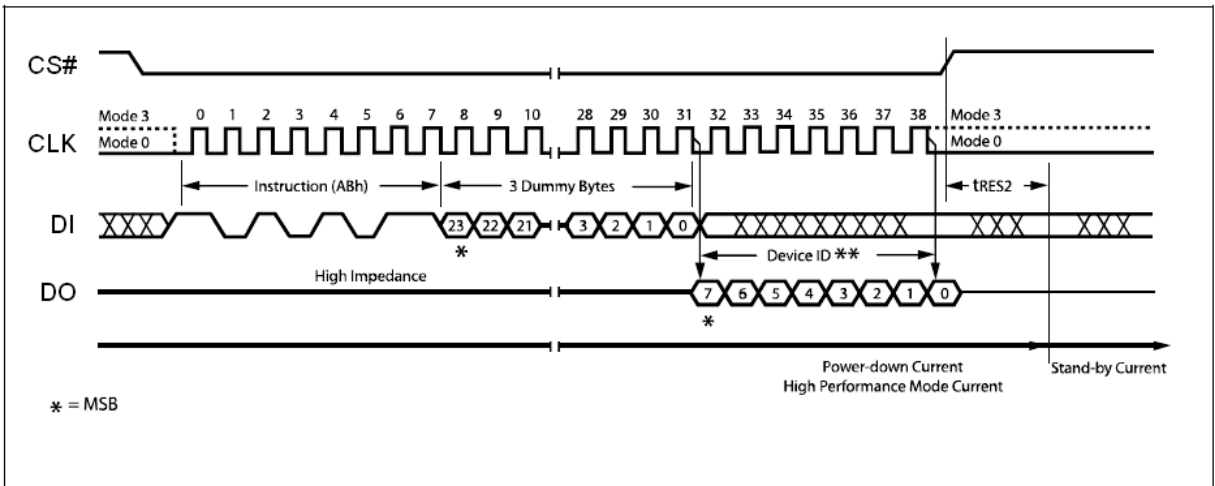 CS#
Mode 3 0 1 2 3 4 5 6 7 8 9 10 28 29 30 31 32 33 34 35 36 37 38 Mode 3
CLK
Mode 0 Mode 0
Instruction (ABh) 3 Dummy Bytes tRES2
DI 23 22 21 3 2 1 0
* Device ID **
High Impedance
DO 7 6 5 4 3 2 1 0
*
Power-down Current Stand-by Current
High Performance Mode Current
* = MSB